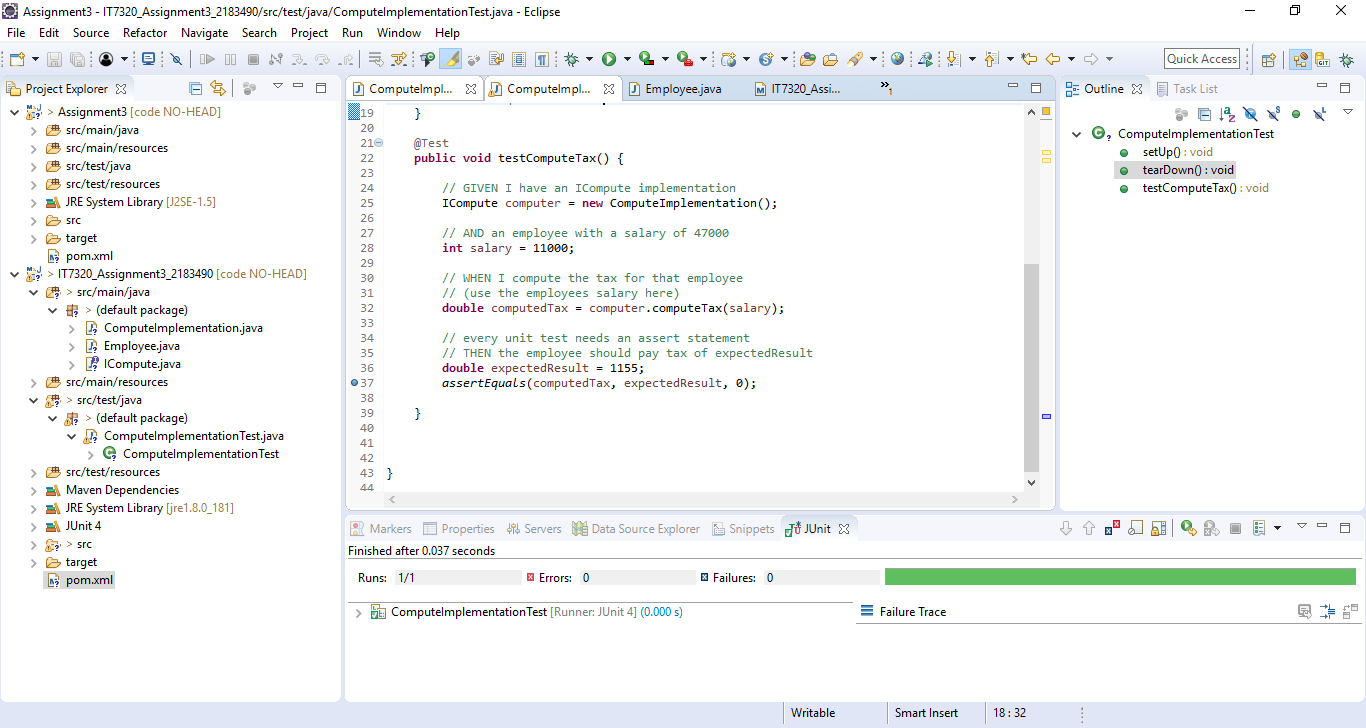 Assignment3 - IT7320_Assignment3_2183490/src/test/java/ComputeImplementationTest.java - Eclipse
File Edit Source Refactor Navigate Search Project Run Window Help
Quick Access
Project Explorer
> Assignment3 [code NO-HEAD]
src/main/java
src/main/resources
src/test/java
src/test/resources
JRE System Library [J2SE-1.5]
src
target
pom.xml
> IT7320_Assignment3_2183490 [code NO-HEAD]
> src/main/java
> (default package)
ComputeImplementation.java
Employee.java
ICompute.java
src/main/resources
> src/test/java
> (default package)
ComputeImplementationTest.java
ComputeImplementationTest
src/test/resources
Maven Dependencies
JRE System Library [jre1.8.0_181]
JUnit 4
> src
target
pom.xml
ComputeImpl... ComputeImpl... Employee.java IT7320_Assi... »1
19 }
20
21 @Test
22 public void testComputeTax() {
23
24 // GIVEN I have an ICompute implementation
25 ICompute computer = new ComputeImplementation();
26
27 // AND an employee with a salary of 47000
28 int salary = 11000;
29
30 // WHEN I compute the tax for that employee
31 // (use the employees salary here)
32 double computedTax = computer.computeTax(salary);
33
34 // every unit test needs an assert statement
35 // THEN the employee should pay tax of expectedResult
36 double expectedResult = 1155;
37 assertEquals(computedTax, expectedResult, 0);
38
39 }
40
41
42
43 }
44
Outline Task List
ComputeImplementationTest
setUp() : void
tearDown() : void
testComputeTax() : void
Markers Properties Servers Data Source Explorer Snippets JUnit
Finished after 0.037 seconds
Runs: 1/1 Errors: 0 Failures: 0
ComputeImplementationTest [Runner: JUnit 4] (0.000 s)
Failure Trace
Writable Smart Insert 18 : 32